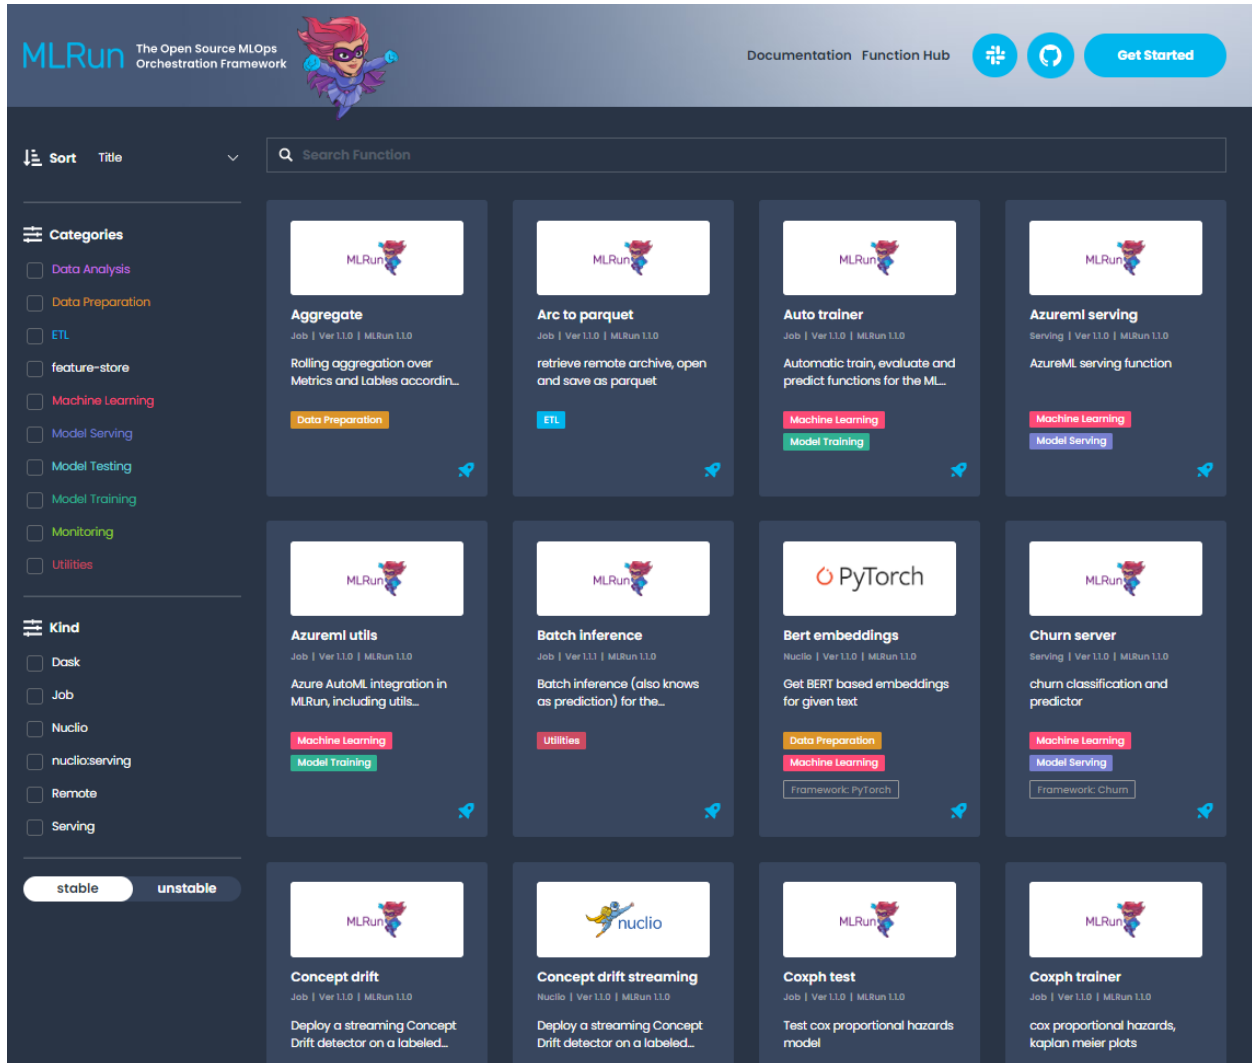 MLRun
The Open Source MLOps
Orchestration Framework
Documentation Function Hub
Get Started
Sort Title
Search Function
Categories
Data Analysis
Data Preparation
ETL
feature-store
Machine Learning
Model Serving
Model Testing
Model Training
Monitoring
Utilities
Kind
Dask
Job
Nuclio
nuclio:serving
Remote
Serving
stable unstable
MLRun
Aggregate
Job | Ver 1.1.0 | MLRun 1.1.0
Rolling aggregation over
Metrics and Lables accordin...
Data Preparation
MLRun
Arc to parquet
Job | Ver 1.1.0 | MLRun 1.1.0
retrieve remote archive, open
and save as parquet
ETL
MLRun
Auto trainer
Job | Ver 1.1.0 | MLRun 1.1.0
Automatic train, evaluate and
predict functions for the ML...
Machine Learning
Model Training
MLRun
Azureml serving
Serving | Ver 1.1.0 | MLRun 1.1.0
AzureML serving function
Machine Learning
Model Serving
MLRun
Azureml utils
Job | Ver 1.1.0 | MLRun 1.1.0
Azure AutoML integration in
MLRun, including utils...
Machine Learning
Model Training
MLRun
Batch inference
Job | Ver 1.1.1 | MLRun 1.1.0
Batch inference (also knows
as prediction) for the...
Utilities
PyTorch
Bert embeddings
Nuclio | Ver 1.1.0 | MLRun 1.1.0
Get BERT based embeddings
for given text
Data Preparation
Machine Learning
Framework: PyTorch
MLRun
Churn server
Serving | Ver 1.1.0 | MLRun 1.1.0
churn classification and
predictor
Machine Learning
Model Serving
Framework: Churn
MLRun
Concept drift
Job | Ver 1.1.0 | MLRun 1.1.0
Deploy a streaming Concept
Drift detector on a labeled...
nuclio
Concept drift streaming
Nuclio | Ver 1.1.0 | MLRun 1.1.0
Deploy a streaming Concept
Drift detector on a labeled...
MLRun
Coxph test
Job | Ver 1.1.0 | MLRun 1.1.0
Test cox proportional hazards
model
MLRun
Coxph trainer
Job | Ver 1.1.0 | MLRun 1.1.0
cox proportional hazards,
kaplan meier plots